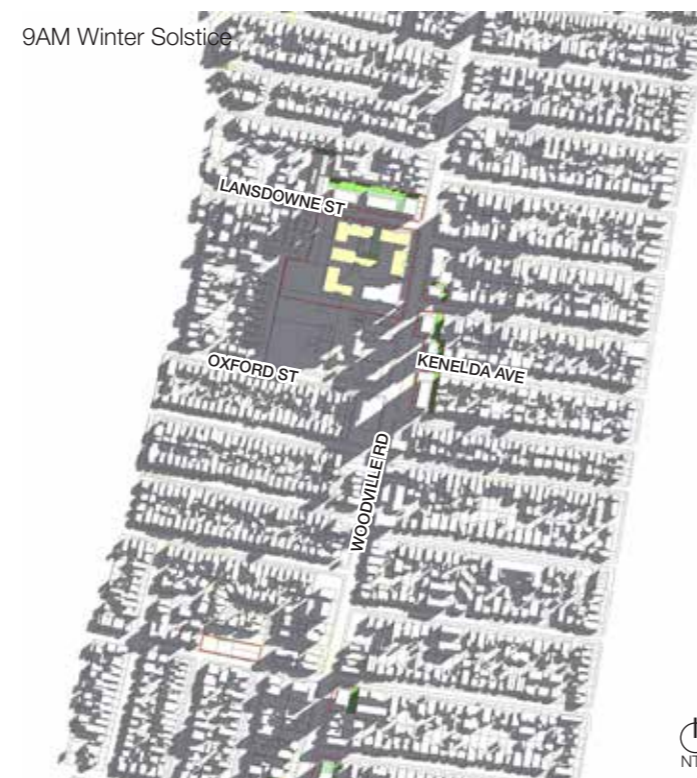 9AM Winter Solstice
LANSDOWNE ST
OXFORD ST
KENELDA AVE
WOODVILLE RD